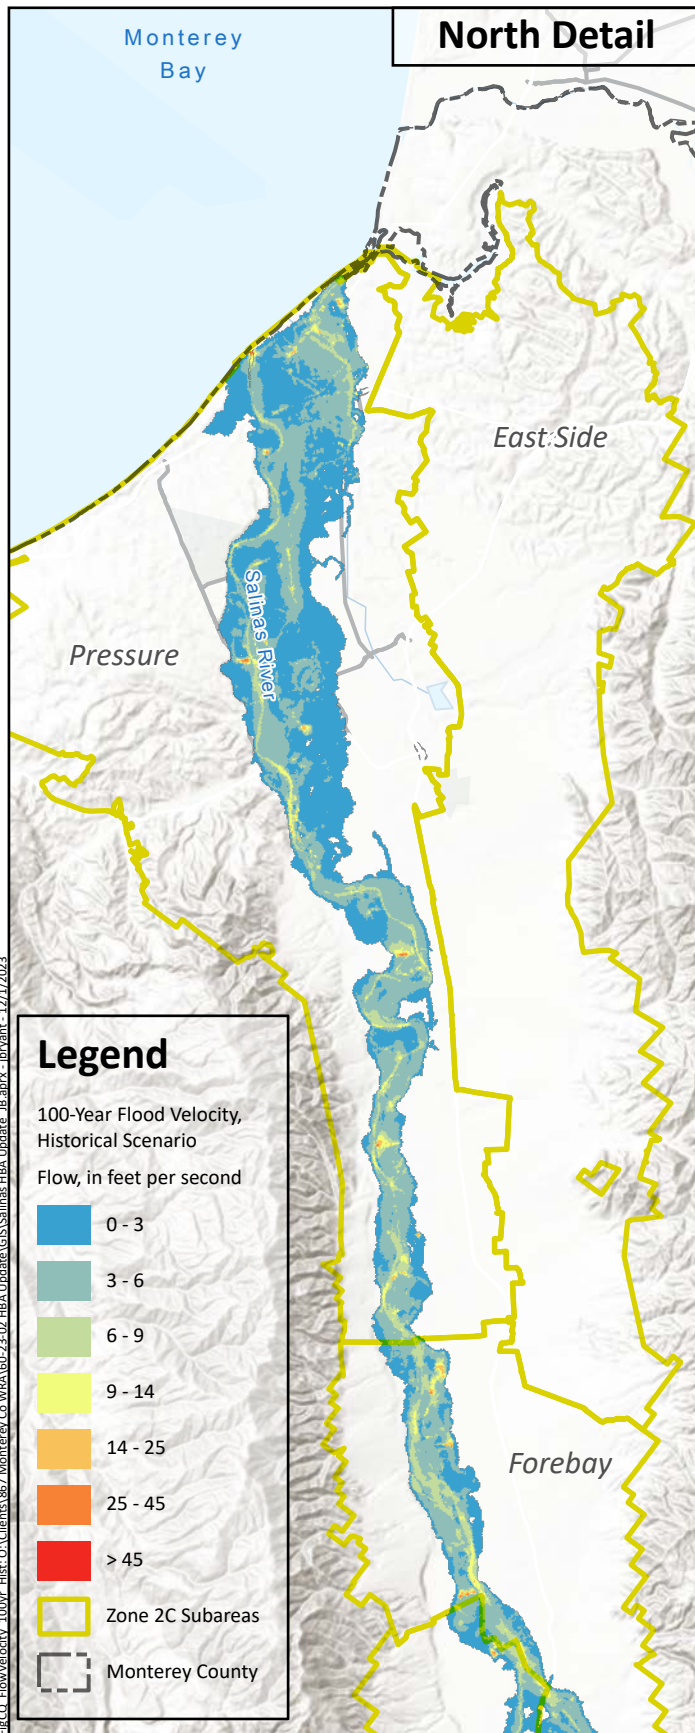 North Detail
Monterey
Bay
East Side
Salinas River
Pressure
Forebay
Legend
100-Year Flood Velocity,
Historical Scenario
Flow, in feet per second
0 - 3
3 - 6
6 - 9
9 - 14
14 - 25
25 - 45
> 45
Zone 2C Subareas
Monterey County